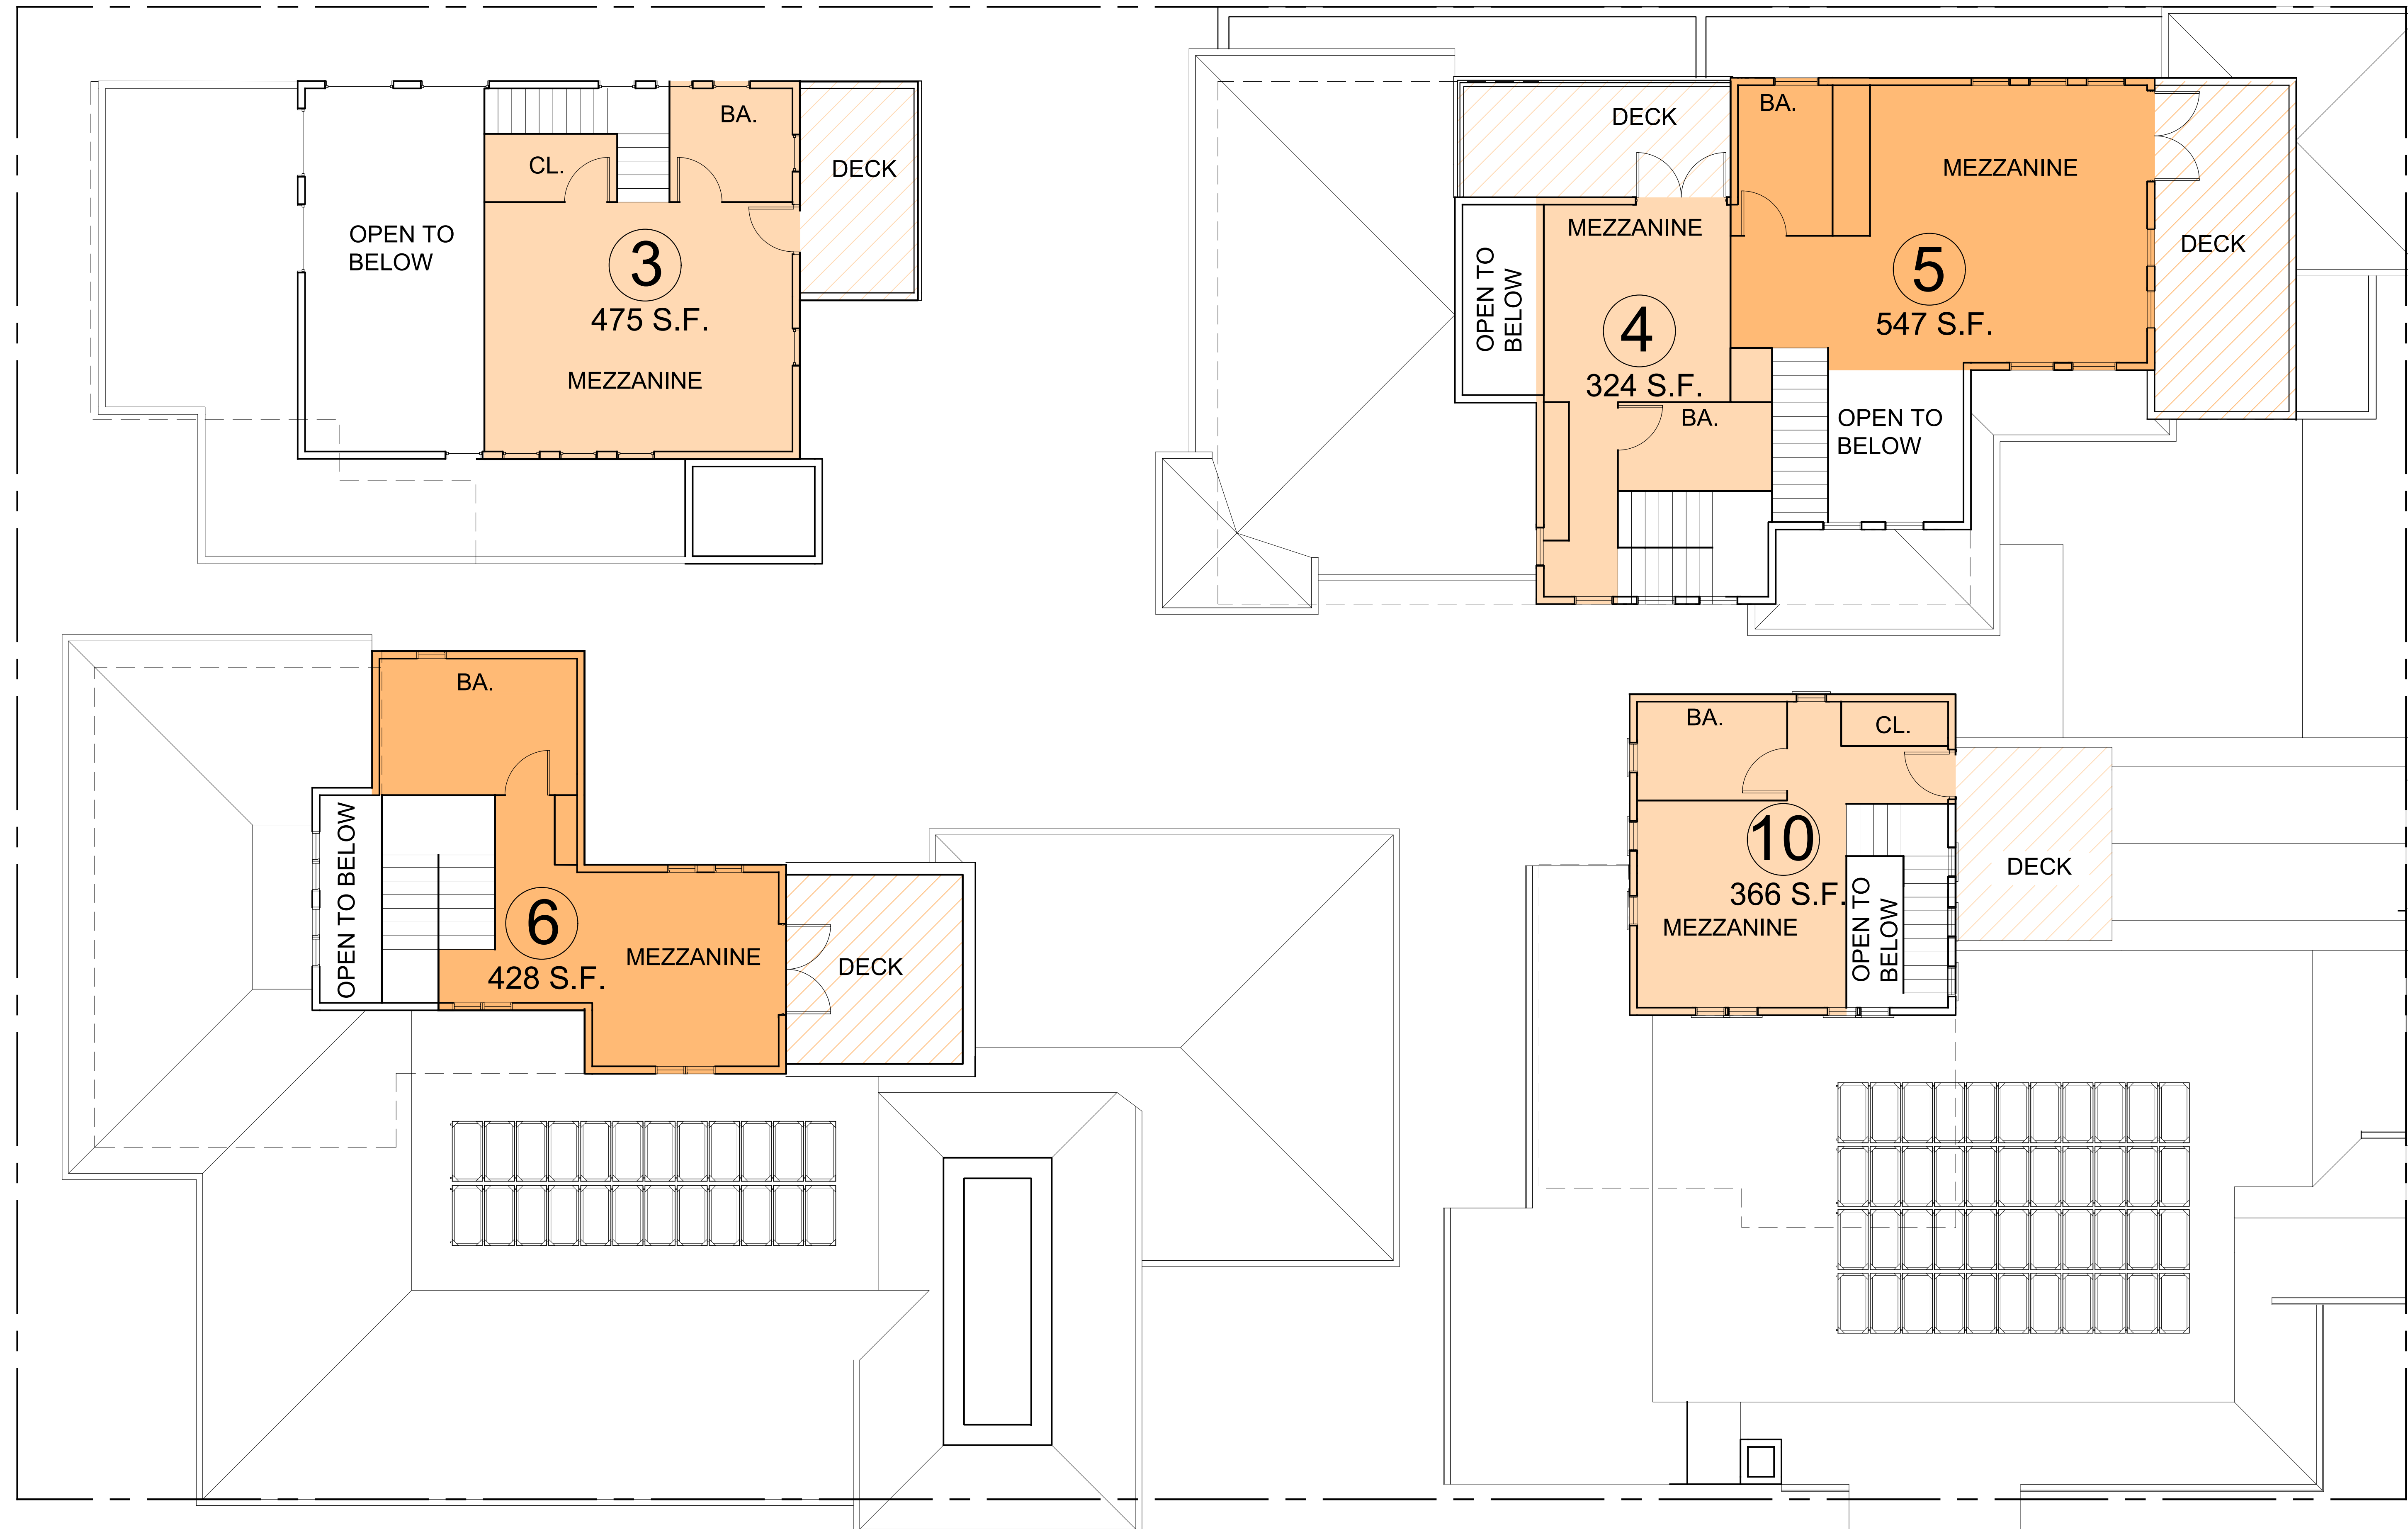 BA.
CL.
DECK
OPEN TO
BELOW
3
475 S.F.
MEZZANINE
DECK
BA.
MEZZANINE
MEZZANINE
OPEN TO
BELOW
5
547 S.F.
DECK
4
324 S.F.
BA.
OPEN TO
BELOW
BA.
OPEN TO BELOW
6
428 S.F.
MEZZANINE
DECK
BA.
CL.
10
366 S.F.
MEZZANINE
OPEN TO
BELOW
DECK